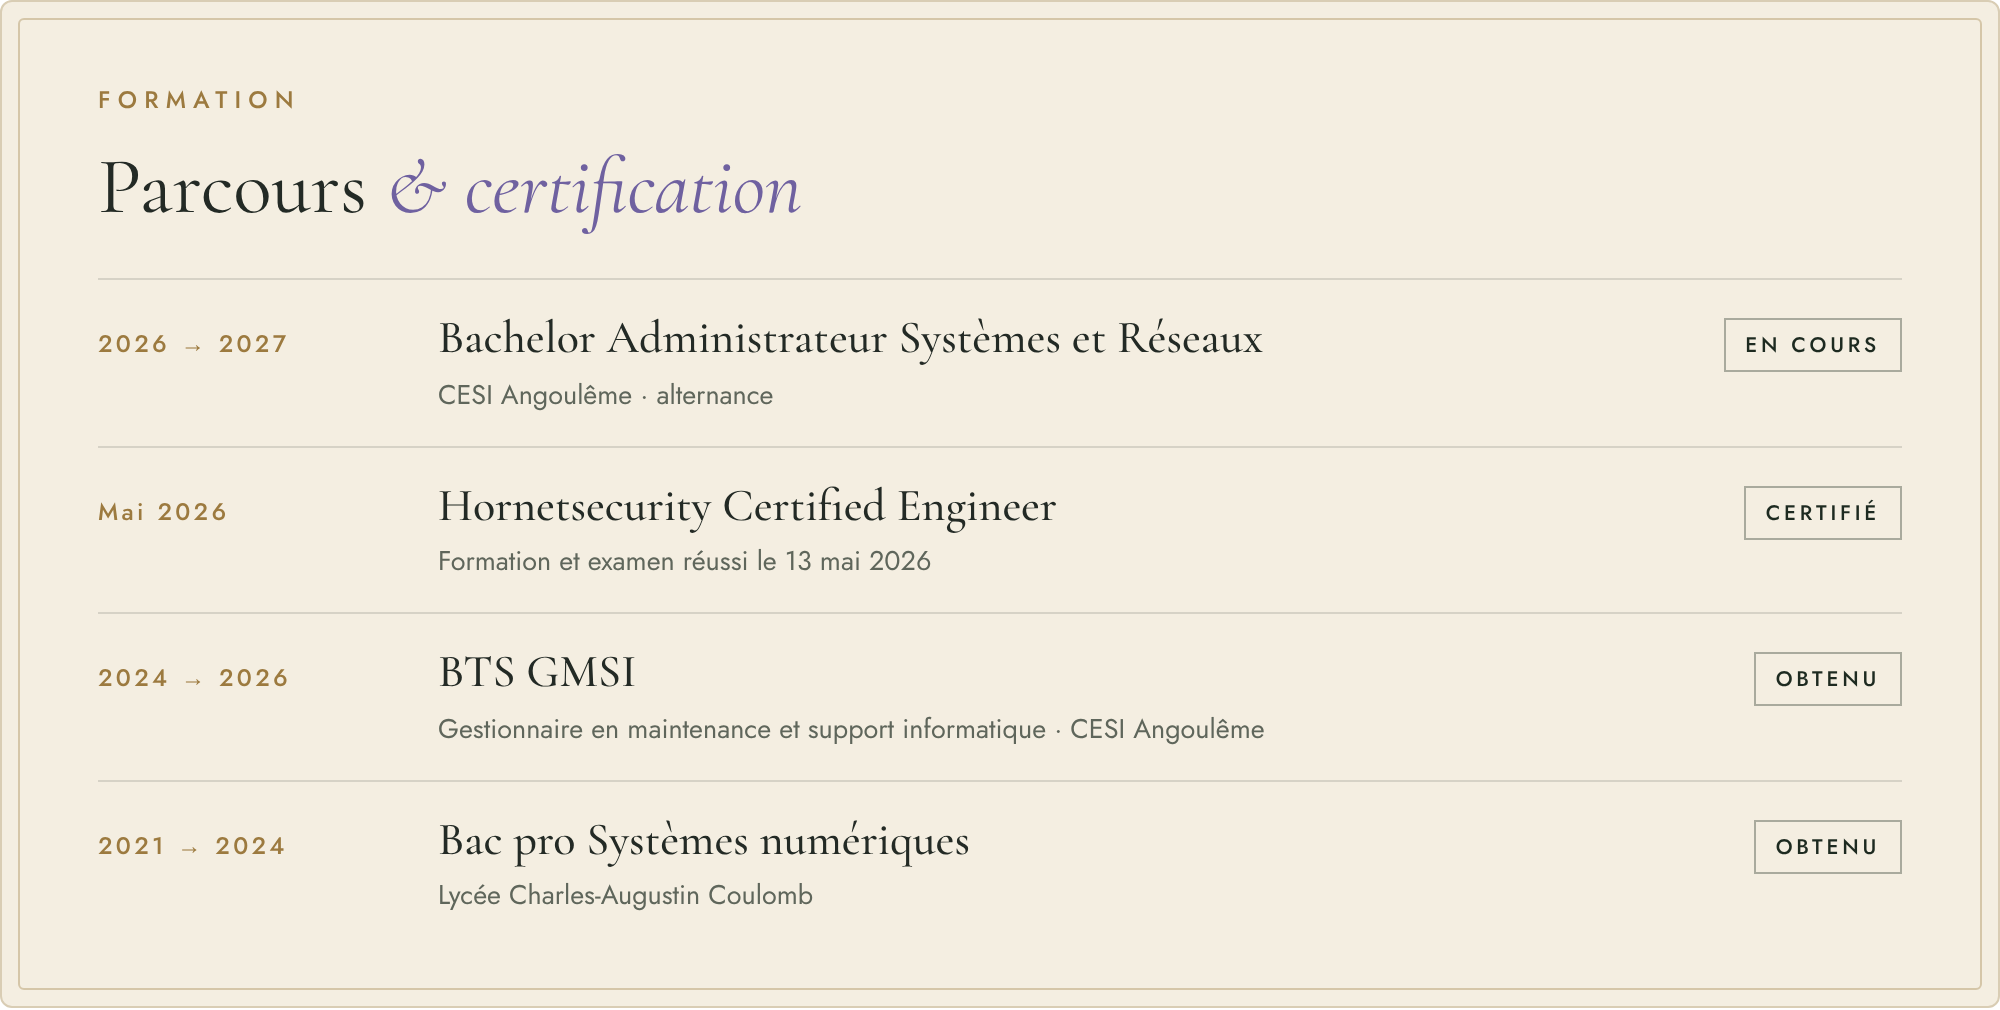 FORMATION
Parcours & certification
2026 → 2027
Bachelor Administrateur Systèmes et Réseaux
EN COURS
CESI Angoulême · alternance
Mai 2026
Hornetsecurity Certified Engineer
CERTIFIÉ
Formation et examen réussi le 13 mai 2026
2024 → 2026
BTS GMSI
OBTENU
Gestionnaire en maintenance et support informatique · CESI Angoulême
2021 → 2024
Bac pro Systèmes numériques
OBTENU
Lycée Charles-Augustin Coulomb